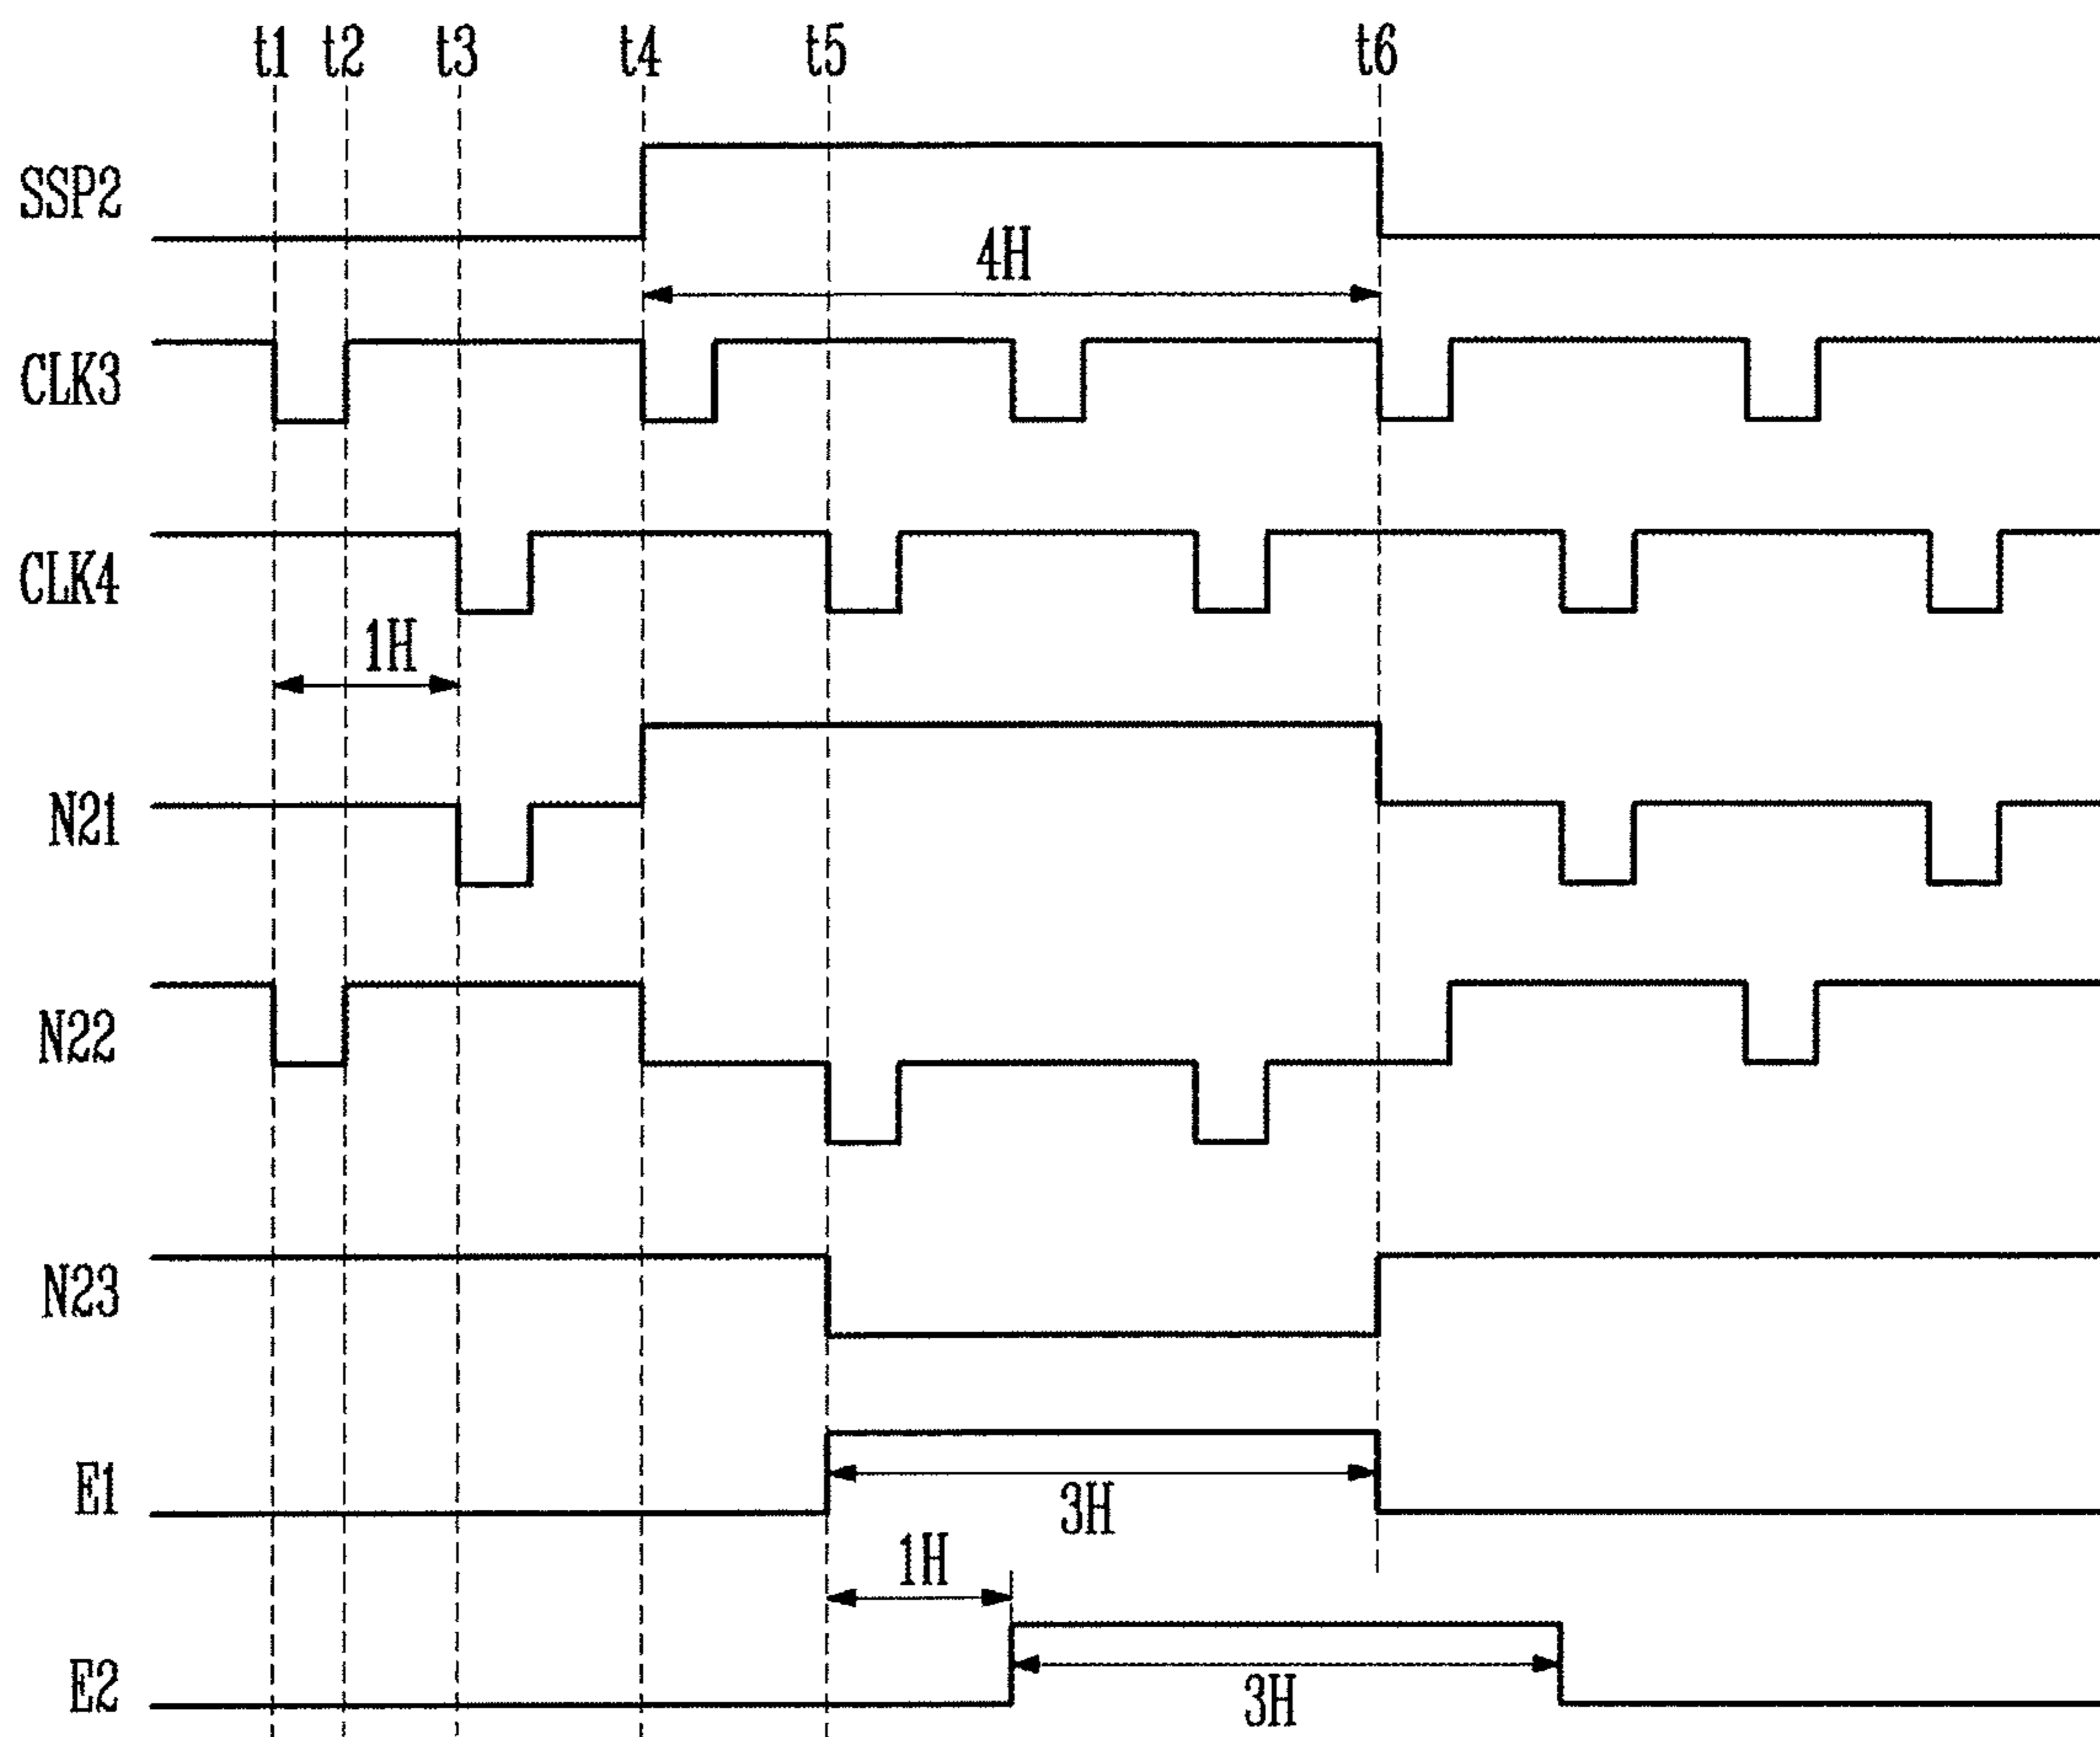 t1 t2 t3 t4 t5 t6
SSP2
4H
CLK3
CLK4
1H
N21
N22
N23
E1
3H
1H
E2
3H